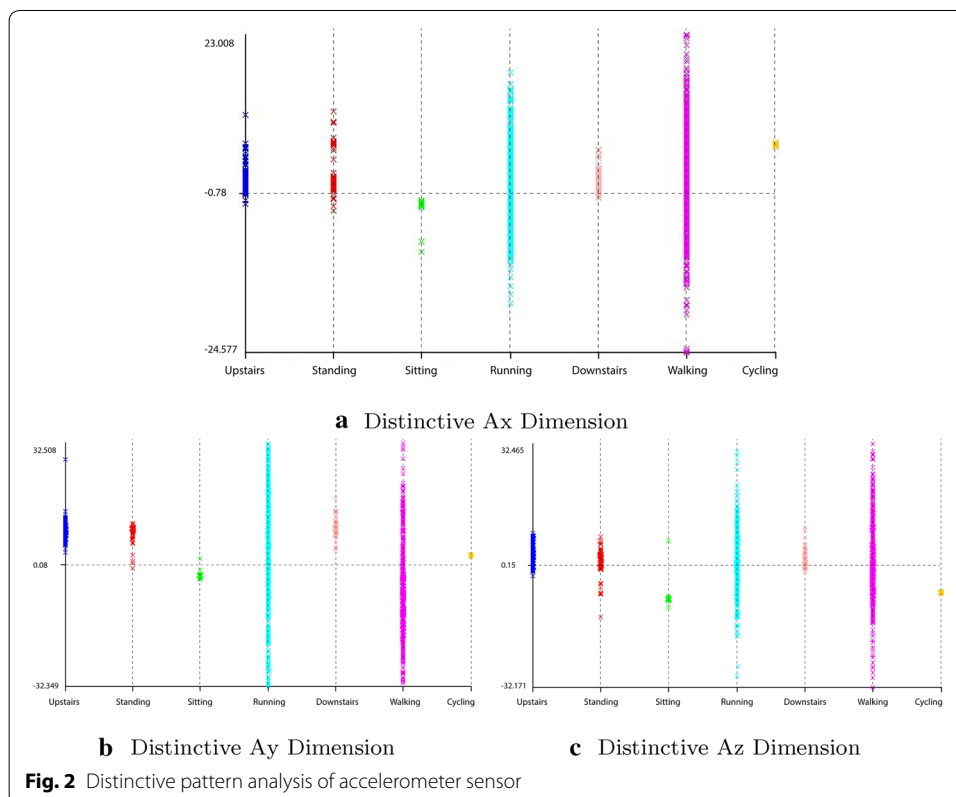 23.008
-0.78
-24.577
Upstairs Standing Sitting Running Downstairs Walking Cycling
a Distinctive Ax Dimension
32.508
0.08
-32.349
Upstairs Standing Sitting Running Downstairs Walking Cycling
b Distinctive Ay Dimension
32.465
0.15
-32.171
Upstairs Standing Sitting Running Downstairs Walking Cycling
c Distinctive Az Dimension
Fig. 2 Distinctive pattern analysis of accelerometer sensor